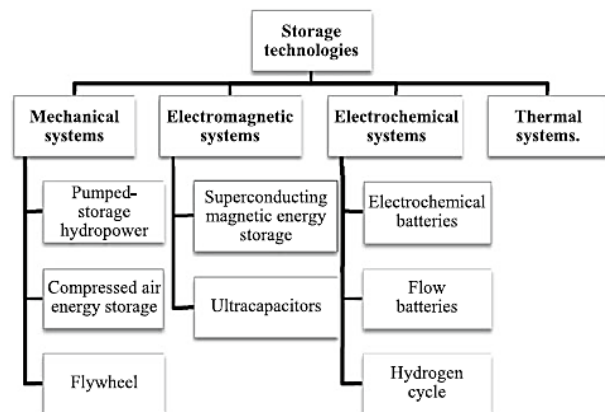 Storage
technologies
Mechanical
systems
Electromagnetic
systems
Electrochemical
systems
Thermal
systems.
Pumped-
storage
hydropower
Compressed air
energy storage
Flywheel
Superconducting
magnetic energy
storage
Ultracapacitors
Electrochemical
batteries
Flow
batteries
Hydrogen
cycle